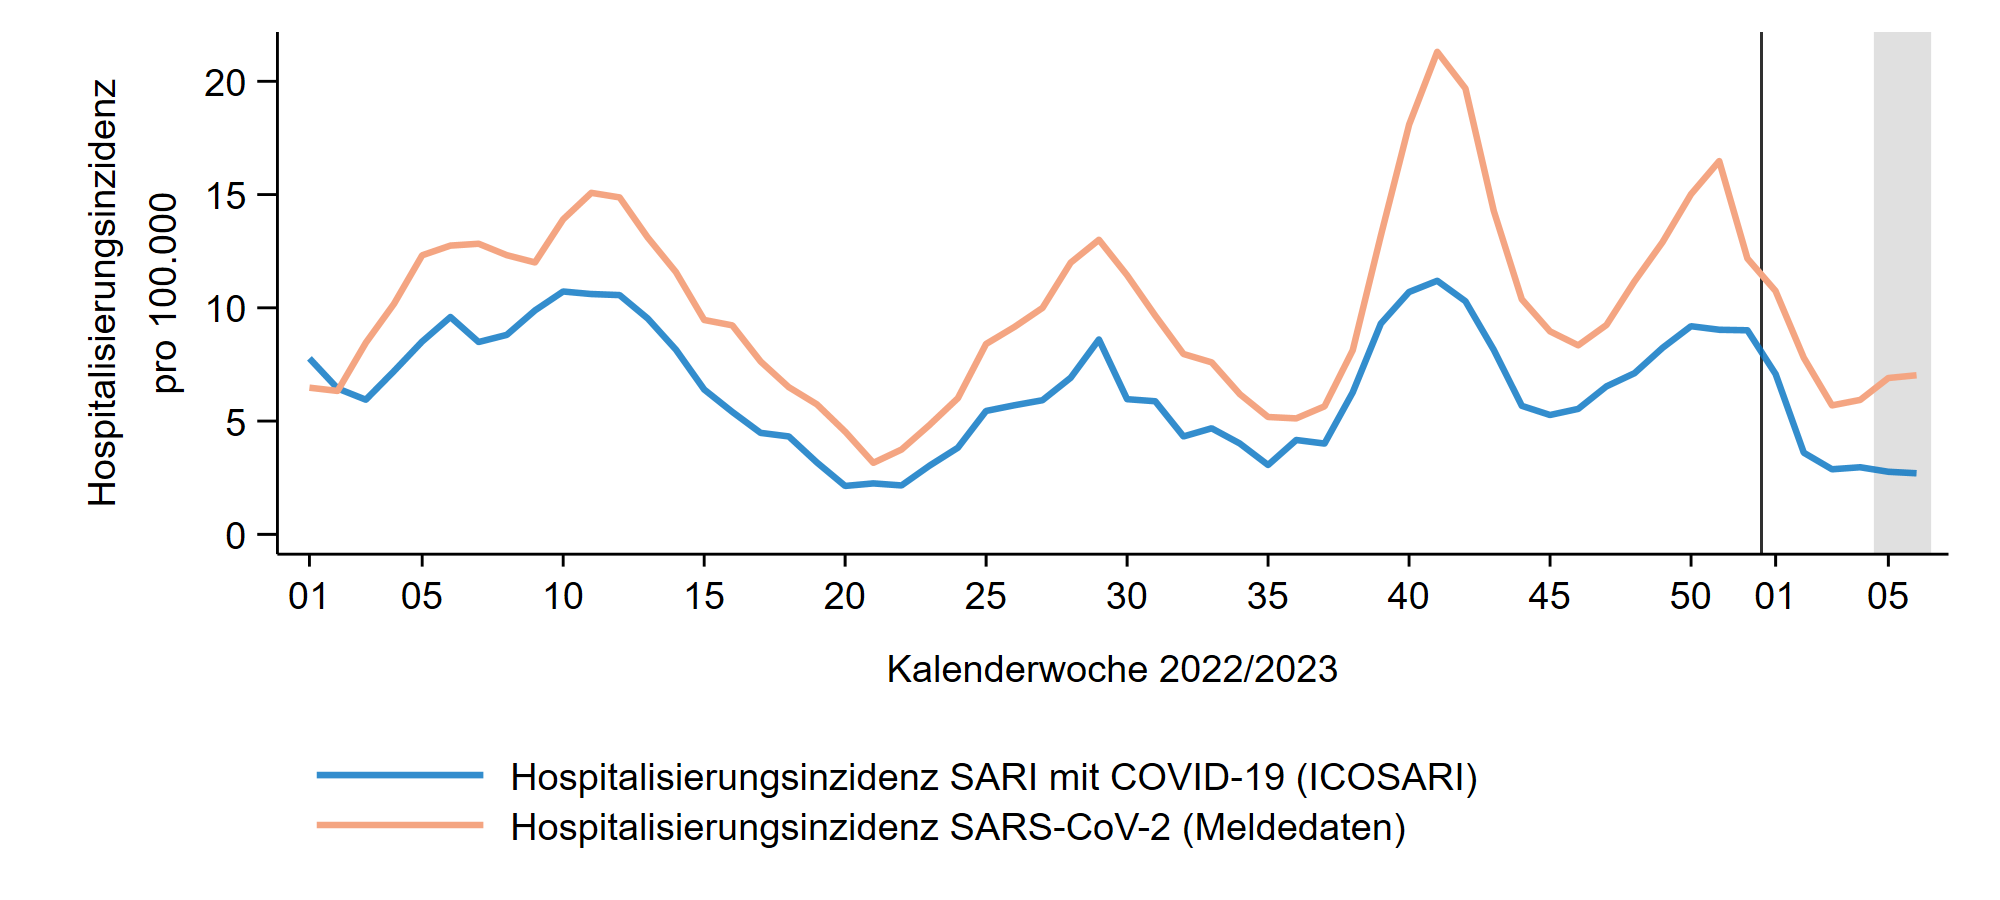 Hospitalisierungsinzidenz
pro 100.000
20
15
10
5
0
01 05 10 15 20 25 30 35 40 45 50 01 05
Kalenderwoche 2022/2023
Hospitalisierungsinzidenz SARI mit COVID-19 (ICOSARI)
Hospitalisierungsinzidenz SARS-CoV-2 (Meldedaten)